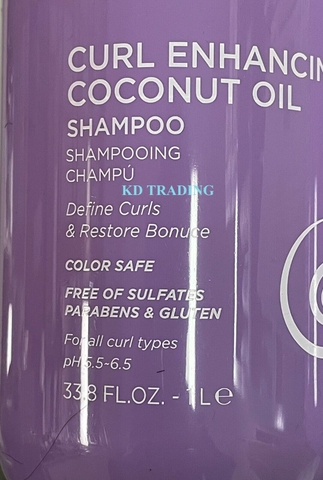 CURL ENHANCIN
COCONUT OIL
SHAMPOO
SHAMPOOING
CHAMPÚ
KD TRADING
Define Curls
& Restore Bonuce
COLOR SAFE
FREE OF SULFATES
PARABENS & GLUTEN
For all curl types
pH 5.5-6.5
33.8 FL.OZ. - 1 L e